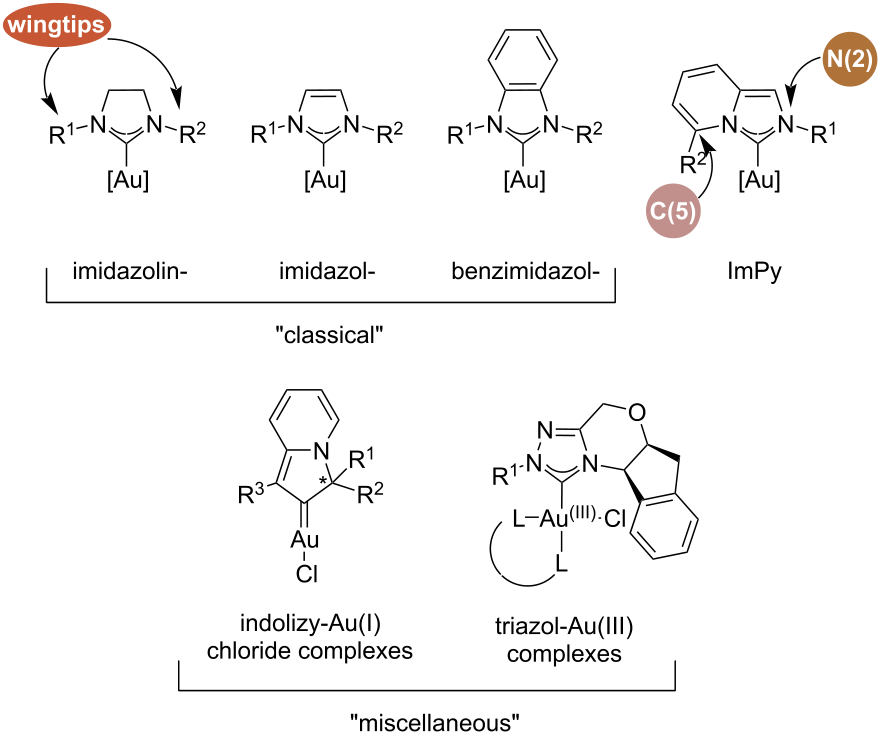 wingtips
N(2)
R¹ N N R²
[Au]
R¹ N N R²
[Au]
R¹ N N R²
[Au]
N N R¹
R²
[Au]
C(5)
imidazolin-
imidazol-
benzimidazol-
ImPy
"classical"
N
R¹
R³ * R²
Au
Cl
O
N
N N
R¹
L Au(III) Cl
L
indolizy-Au(I)
chloride complexes
triazol-Au(III)
complexes
"miscellaneous"